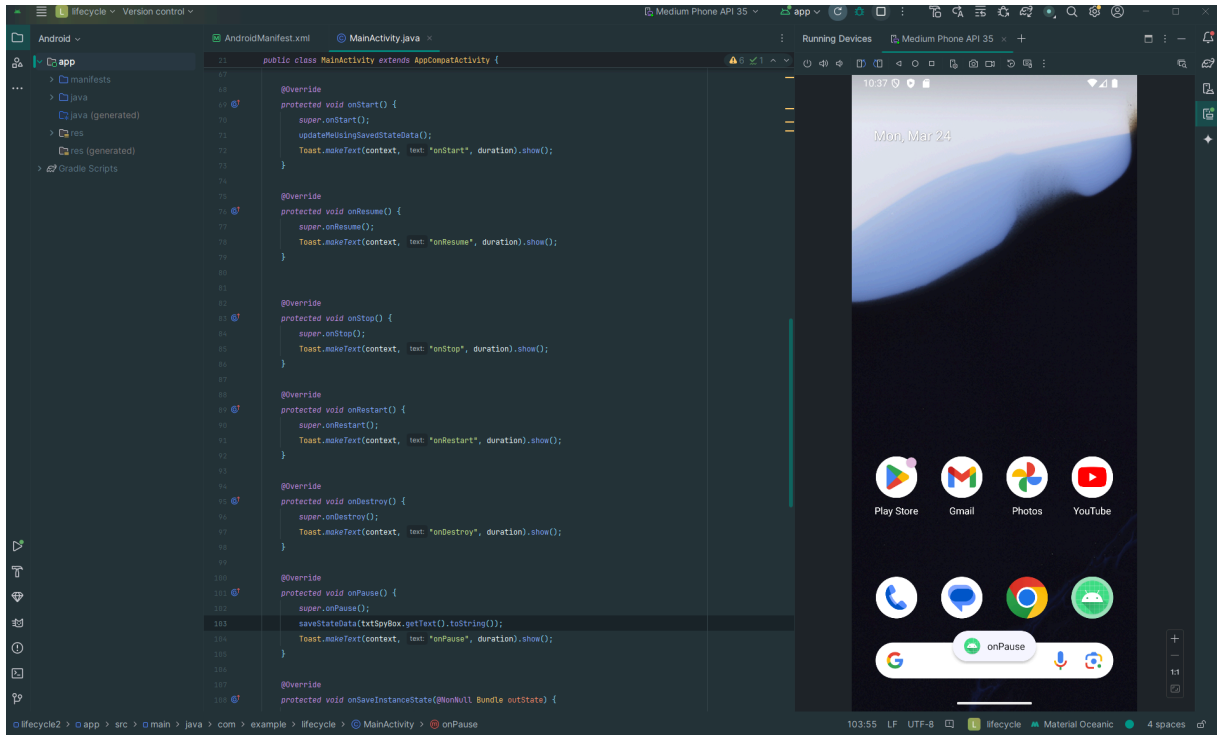 L lifecycle Version control Medium Phone API 35 app
Android
app
manifests
java
java (generated)
res
res (generated)
Gradle Scripts
AndroidManifest.xml MainActivity.java
6 1
21 public class MainActivity extends AppCompatActivity {
67
68 @Override
69 protected void onStart() {
70 super.onStart();
71 updateMeUsingSavedStateData();
72 Toast.makeText(context, text: "onStart", duration).show();
73 }
74
75 @Override
76 protected void onResume() {
77 super.onResume();
78 Toast.makeText(context, text: "onResume", duration).show();
79 }
80
81
82 @Override
83 protected void onStop() {
84 super.onStop();
85 Toast.makeText(context, text: "onStop", duration).show();
86 }
87
88 @Override
89 protected void onRestart() {
90 super.onRestart();
91 Toast.makeText(context, text: "onRestart", duration).show();
92 }
93
94 @Override
95 protected void onDestroy() {
96 super.onDestroy();
97 Toast.makeText(context, text: "onDestroy", duration).show();
98 }
99
100 @Override
101 protected void onPause() {
102 super.onPause();
103 saveStateData(txtSpyBox.getText().toString());
104 Toast.makeText(context, text: "onPause", duration).show();
105 }
106
107 @Override
108 protected void onSaveInstanceState(@NonNull Bundle outState) {
Running Devices Medium Phone API 35
10:37
Mon, Mar 24
Play Store Gmail Photos YouTube
onPause
1:1
lifecycle2 > app > src > main > java > com > example > lifecycle > MainActivity > onPause
103:55 LF UTF-8 L lifecycle Material Oceanic 4 spaces